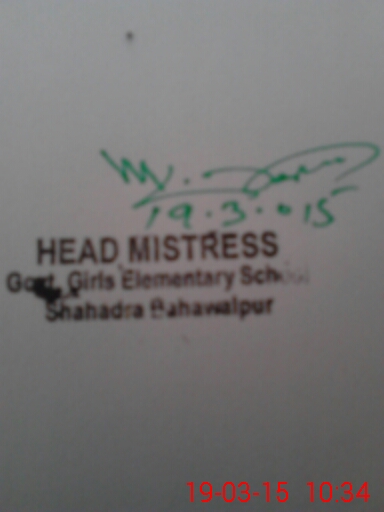 19.3.015
HEAD MISTRESS
Govt. Girls Elementary School
Shahadra Bahawalpur
19-03-15 10:34